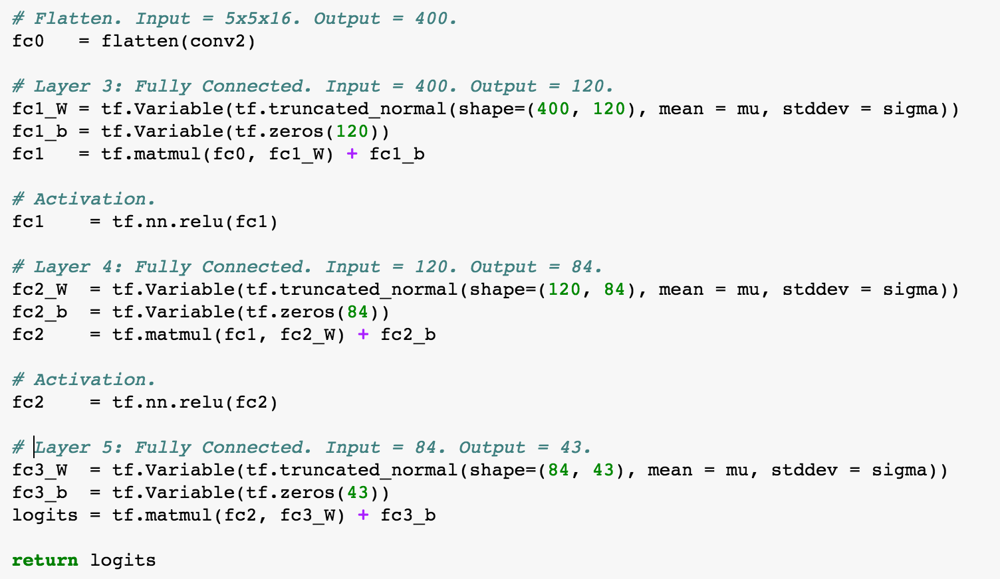 # Flatten. Input = 5x5x16. Output = 400.
fc0   = flatten(conv2)

# Layer 3: Fully Connected. Input = 400. Output = 120.
fc1_W = tf.Variable(tf.truncated_normal(shape=(400, 120), mean = mu, stddev = sigma))
fc1_b = tf.Variable(tf.zeros(120))
fc1   = tf.matmul(fc0, fc1_W) + fc1_b

# Activation.
fc1    = tf.nn.relu(fc1)

# Layer 4: Fully Connected. Input = 120. Output = 84.
fc2_W  = tf.Variable(tf.truncated_normal(shape=(120, 84), mean = mu, stddev = sigma))
fc2_b  = tf.Variable(tf.zeros(84))
fc2    = tf.matmul(fc1, fc2_W) + fc2_b

# Activation.
fc2    = tf.nn.relu(fc2)

# Layer 5: Fully Connected. Input = 84. Output = 43.
fc3_W  = tf.Variable(tf.truncated_normal(shape=(84, 43), mean = mu, stddev = sigma))
fc3_b  = tf.Variable(tf.zeros(43))
logits = tf.matmul(fc2, fc3_W) + fc3_b

return logits